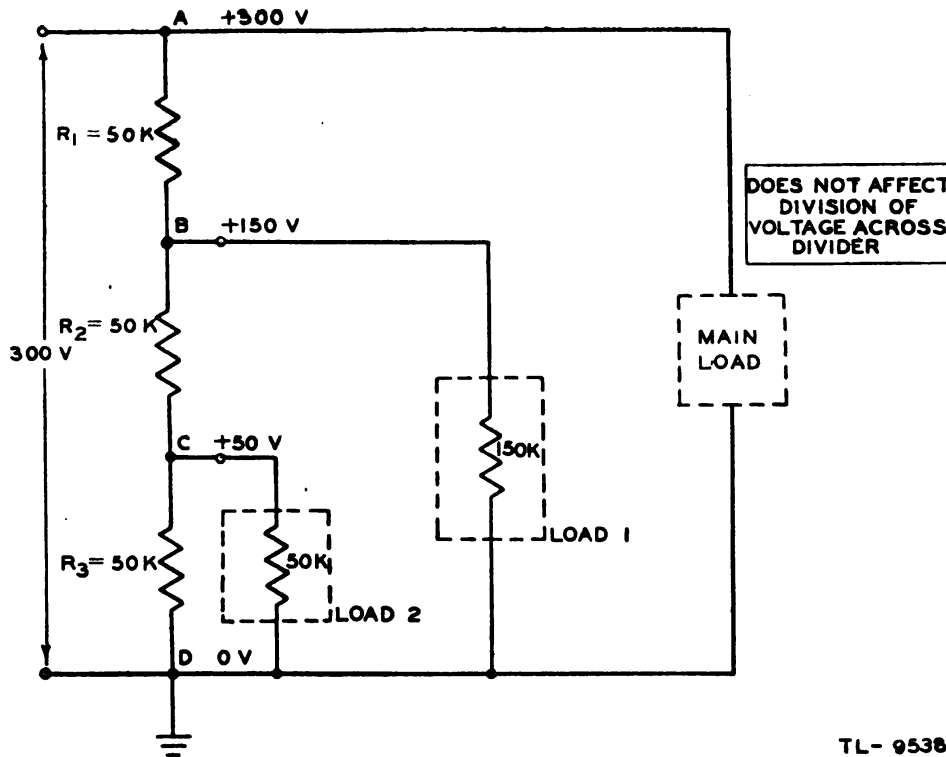 A +300 V
R1 = 50K
DOES NOT AFFECT
DIVISION OF
VOLTAGE ACROSS
DIVIDER
B +150 V
R2 = 50K
300 V
MAIN
LOAD
C +50 V
150K
LOAD 1
R3 = 50K
50K
LOAD 2
D 0 V
TL- 9538